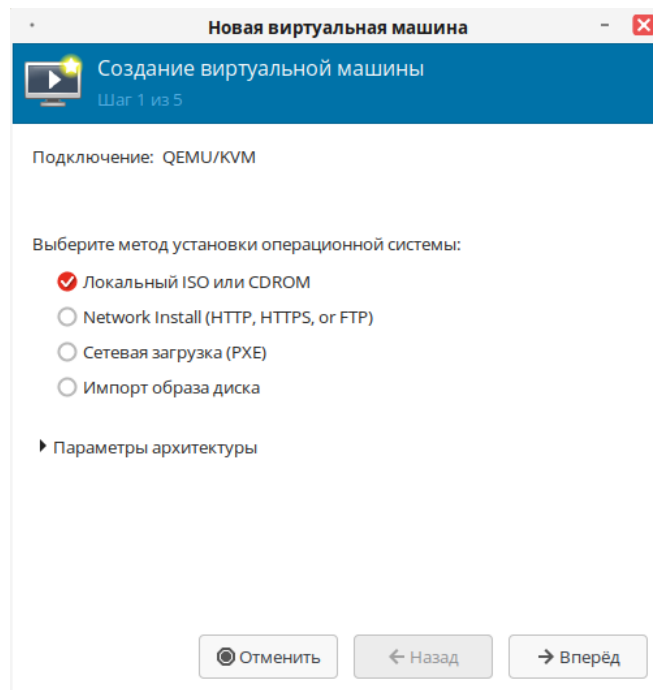 Новая виртуальная машина
Создание виртуальной машины
Шаг 1 из 5
Подключение: QEMU/KVM
Выберите метод установки операционной системы:
Локальный ISO или CDROM
Network Install (HTTP, HTTPS, or FTP)
Сетевая загрузка (PXE)
Импорт образа диска
Параметры архитектуры
Отменить
Назад
Вперёд